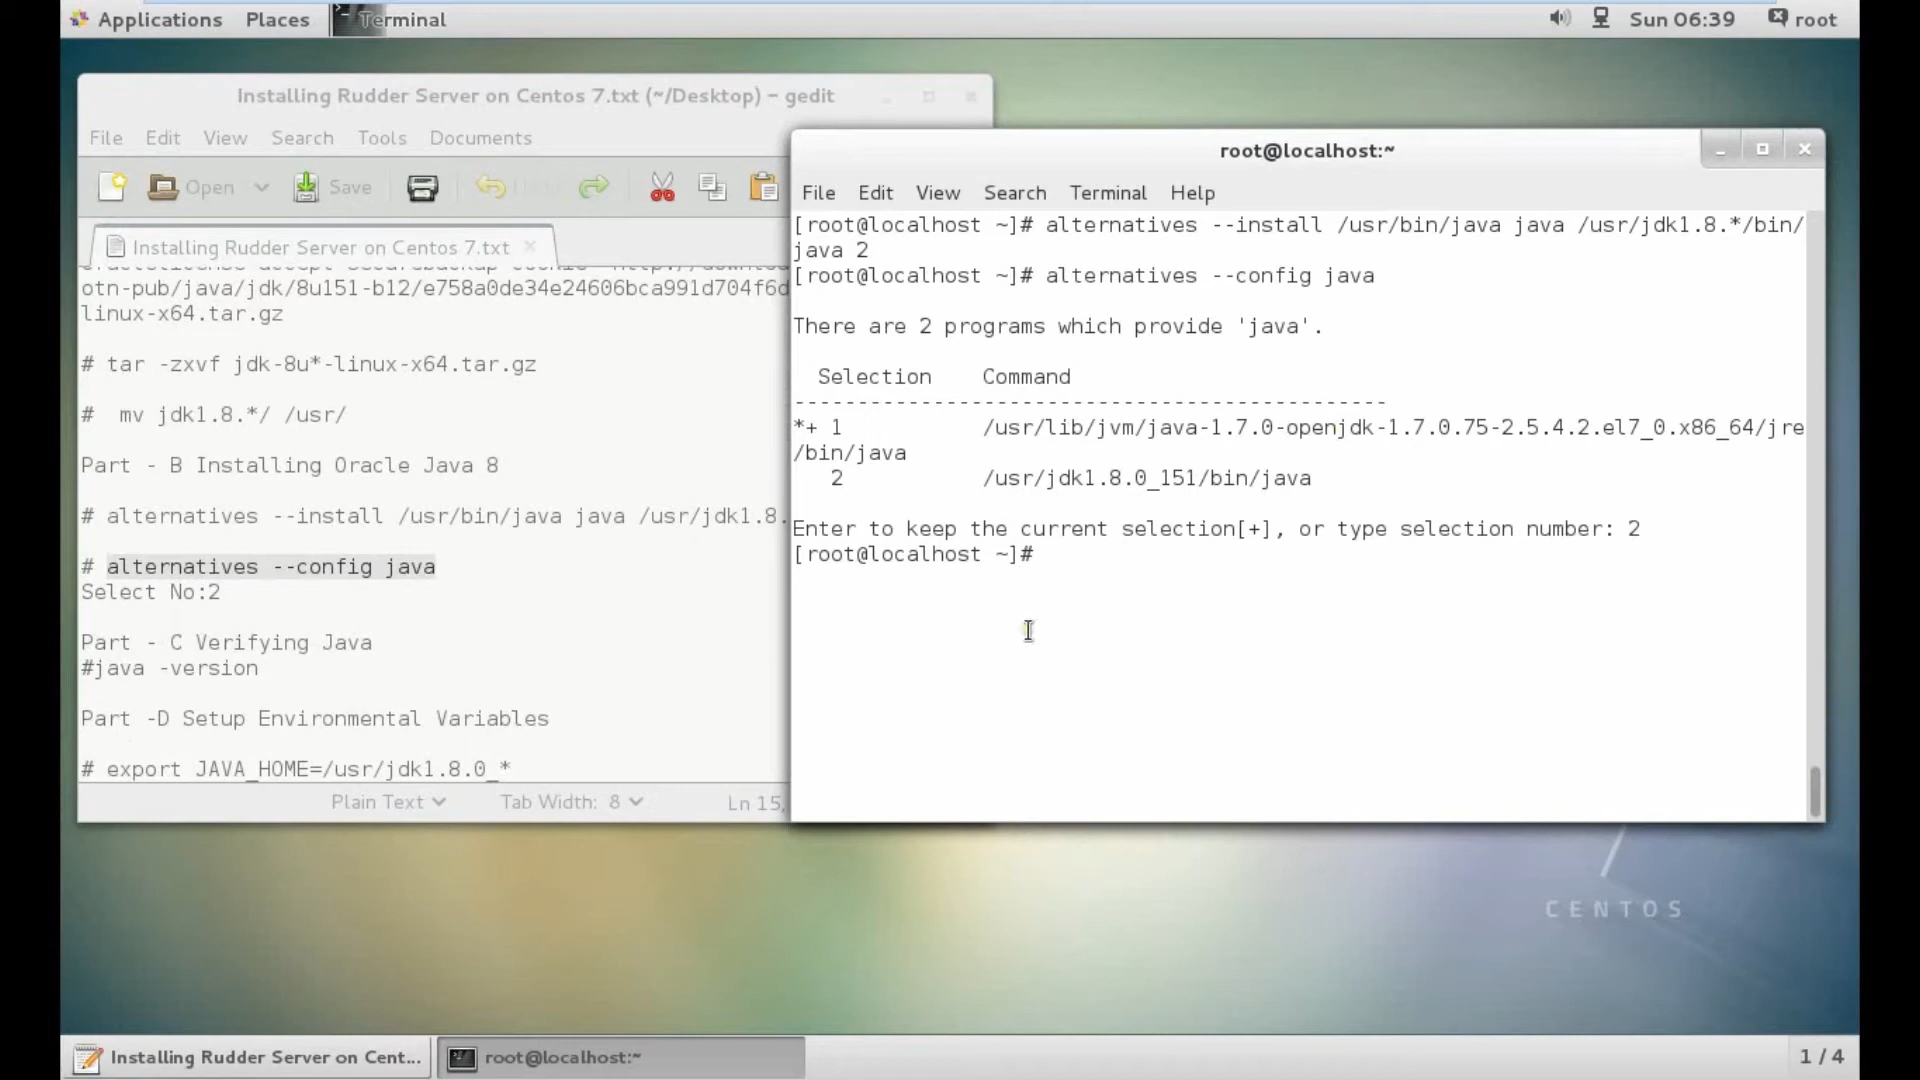 Applications Places Terminal Sun 06:39 root
Installing Rudder Server on Centos 7.txt (~/Desktop) – gedit
File Edit View Search Tools Documents
Open Save
Installing Rudder Server on Centos 7.txt
otn-pub/java/jdk/8u151-b12/e758a0de34e24606bca991d704f6d
linux-x64.tar.gz
# tar -zxvf jdk-8u*-linux-x64.tar.gz
#  mv jdk1.8.*/ /usr/
Part - B Installing Oracle Java 8
# alternatives --install /usr/bin/java java /usr/jdk1.8.
# alternatives --config java
Select No:2
Part - C Verifying Java
#java -version
Part -D Setup Environmental Variables
# export JAVA_HOME=/usr/jdk1.8.0_*
Plain Text Tab Width: 8 Ln 15,
root@localhost:~
File Edit View Search Terminal Help
[root@localhost ~]# alternatives --install /usr/bin/java java /usr/jdk1.8.*/bin/
java 2
[root@localhost ~]# alternatives --config java
There are 2 programs which provide 'java'.
Selection Command
-----------------------------------------------
*+ 1 /usr/lib/jvm/java-1.7.0-openjdk-1.7.0.75-2.5.4.2.el7_0.x86_64/jre
/bin/java
2 /usr/jdk1.8.0_151/bin/java
Enter to keep the current selection[+], or type selection number: 2
[root@localhost ~]#
CENTOS
Installing Rudder Server on Cent... root@localhost:~ 1 / 4